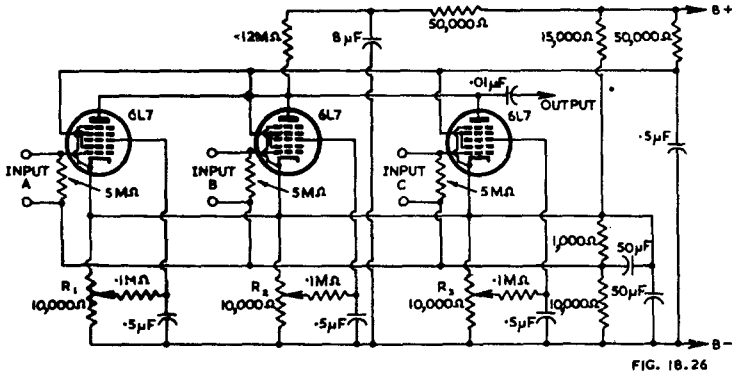 B+
50,000Ω
·12MΩ
8μF
15,000Ω
50,000Ω
·01μF
OUTPUT
6L7
6L7
6L7
·5μF
INPUT
A
INPUT
B
INPUT
C
5MΩ
5MΩ
5MΩ
1,000Ω
50μF
R₁
·1MΩ
10,000Ω
R₂
·1MΩ
10,000Ω
R₃
·1MΩ
10,000Ω
10,000Ω
50μF
·5μF
·5μF
·5μF
B-
FIG. 18.26